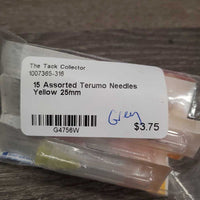 The Tack Collector
1007365-316
15 Assorted Terumo Needles
Yellow 25mm
Grey
G4756W
$3.75